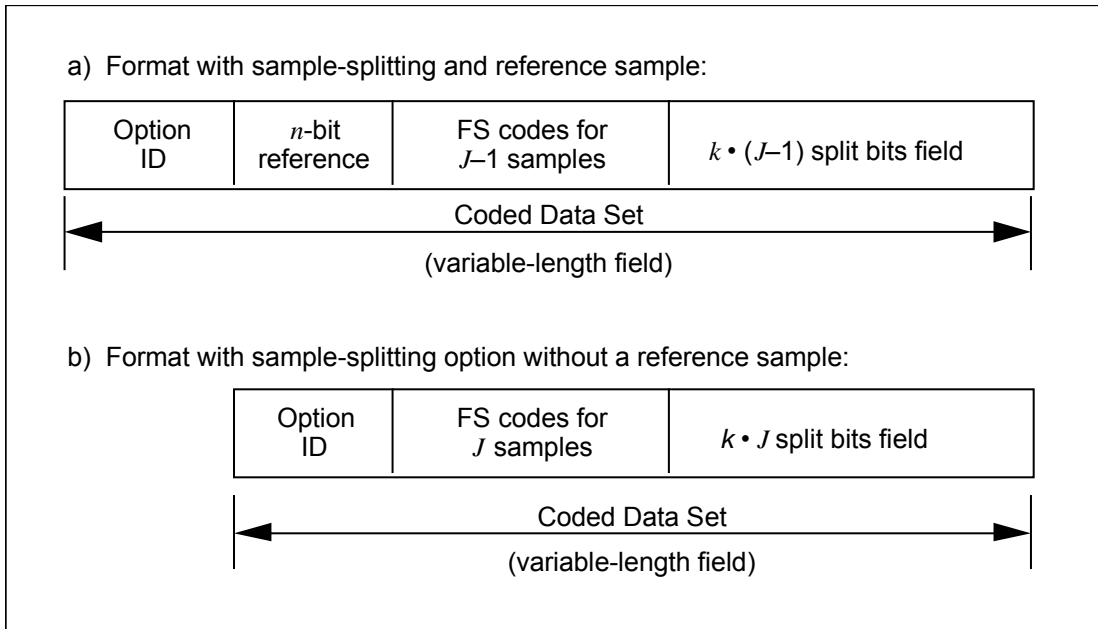 a) Format with sample-splitting and reference sample:
Option
ID
n-bit
reference
FS codes for
J–1 samples
k • (J–1) split bits field
Coded Data Set
(variable-length field)
b) Format with sample-splitting option without a reference sample:
Option
ID
FS codes for
J samples
k • J split bits field
Coded Data Set
(variable-length field)